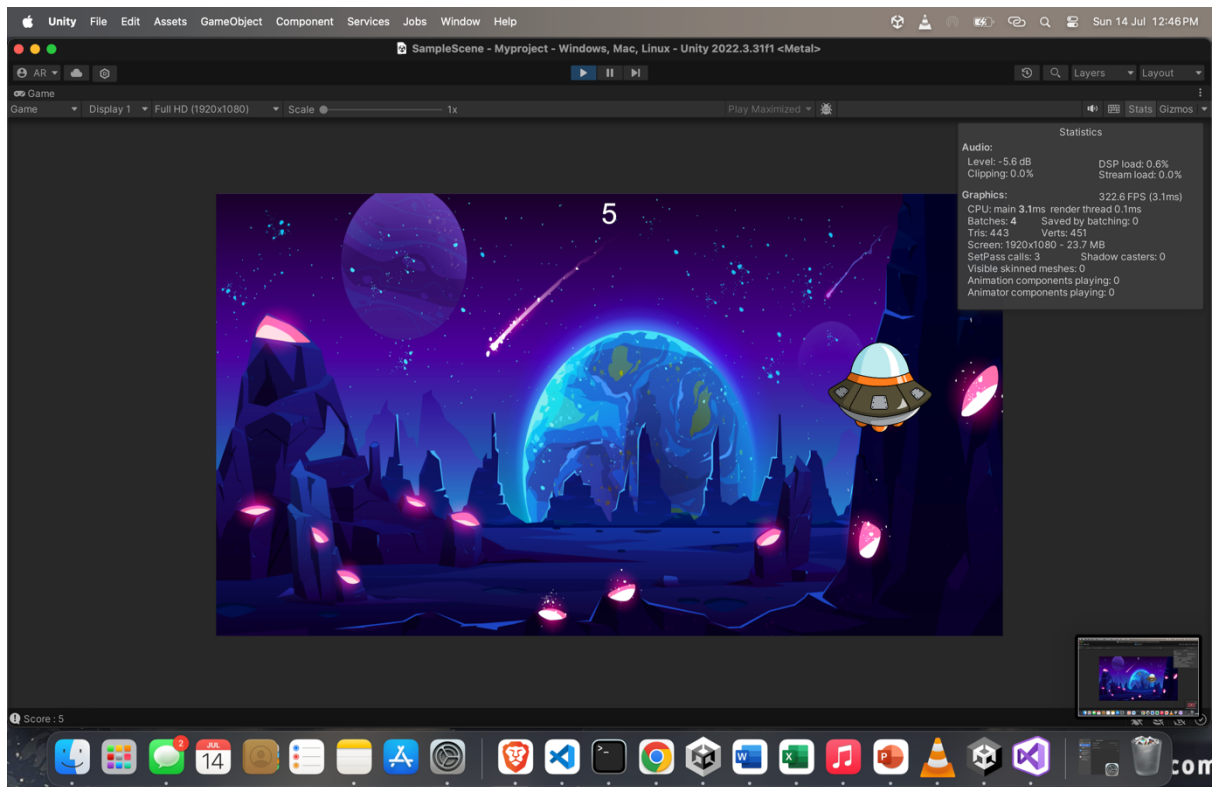 Unity File Edit Assets GameObject Component Services Jobs Window Help Sun 14 Jul 12:46 PM
SampleScene - Myproject - Windows, Mac, Linux - Unity 2022.3.31f1 <Metal>
AR Layers Layout
Game
Game Display 1 Full HD (1920x1080) Scale 1x Play Maximized Stats Gizmos
Statistics
Audio:
Level: -5.6 dB DSP load: 0.6%
Clipping: 0.0% Stream load: 0.0%
Graphics: 322.6 FPS (3.1ms)
CPU: main 3.1ms render thread 0.1ms
Batches: 4 Saved by batching: 0
Tris: 443 Verts: 451
Screen: 1920x1080 - 23.7 MB
SetPass calls: 3 Shadow casters: 0
Visible skinned meshes: 0
Animation components playing: 0
Animator components playing: 0
5
Score : 5
2
JUL
14
W
X
P
com